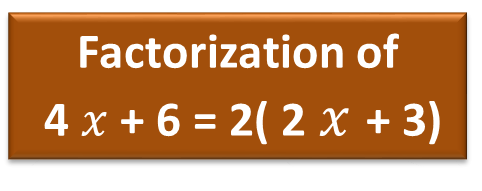 Factorization of
4 x + 6 = 2( 2 x + 3)